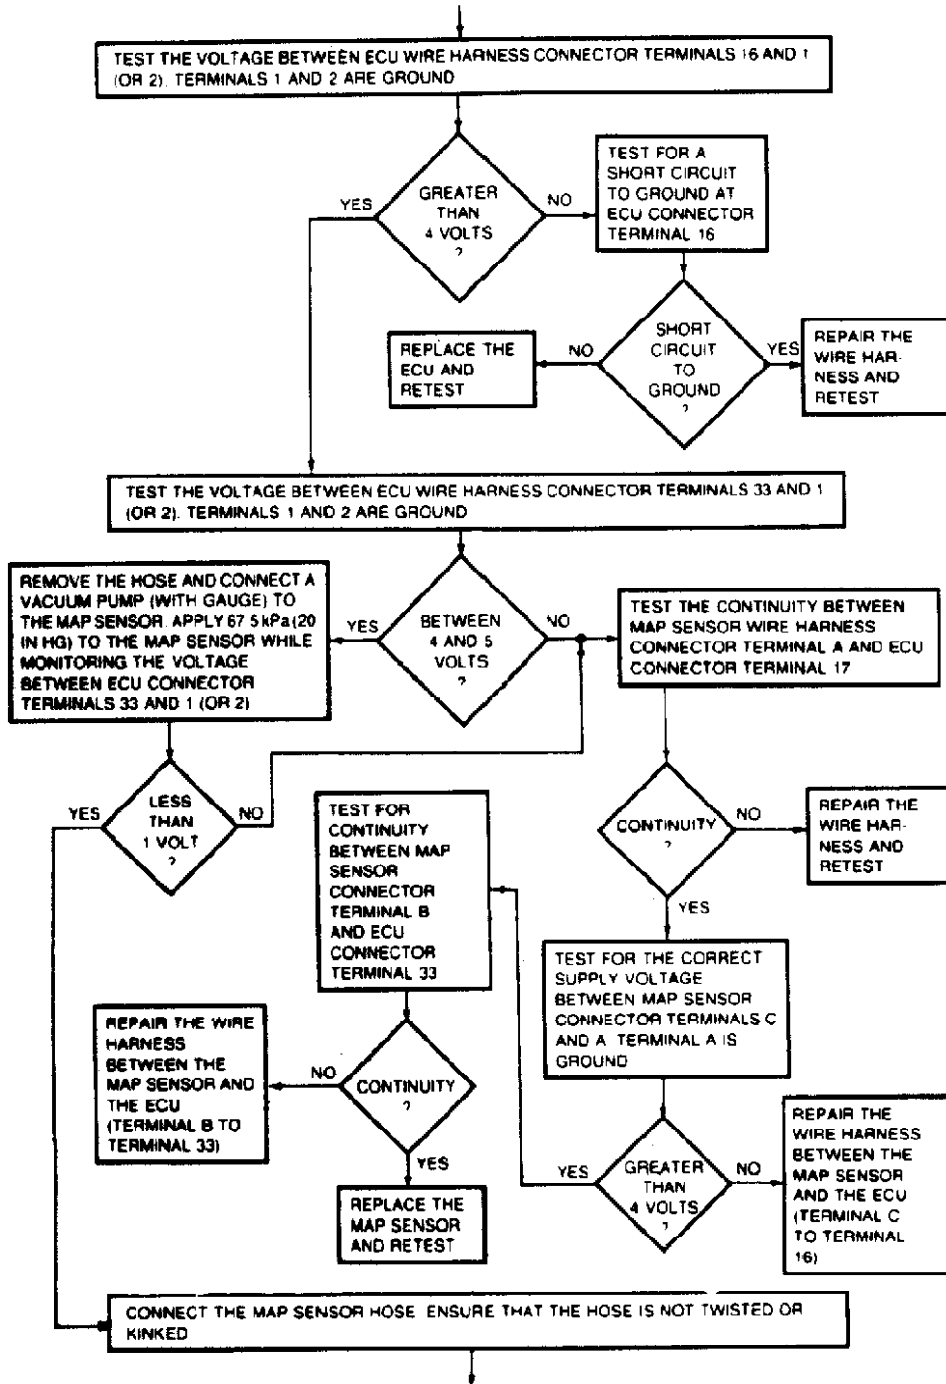 TEST THE VOLTAGE BETWEEN ECU WIRE HARNESS CONNECTOR TERMINALS 16 AND 1
(OR 2). TERMINALS 1 AND 2 ARE GROUND
GREATER
THAN
4 VOLTS
?
YES
NO
TEST FOR A
SHORT CIRCUIT
TO GROUND AT
ECU CONNECTOR
TERMINAL 16
SHORT
CIRCUIT
TO
GROUND
?
NO
YES
REPLACE THE
ECU AND
RETEST
REPAIR THE
WIRE HAR-
NESS AND
RETEST
TEST THE VOLTAGE BETWEEN ECU WIRE HARNESS CONNECTOR TERMINALS 33 AND 1
(OR 2). TERMINALS 1 AND 2 ARE GROUND
BETWEEN
4 AND 5
VOLTS
?
YES
NO
REMOVE THE HOSE AND CONNECT A
VACUUM PUMP (WITH GAUGE) TO
THE MAP SENSOR. APPLY 67.5 kPa (20
IN HG) TO THE MAP SENSOR WHILE
MONITORING THE VOLTAGE
BETWEEN ECU CONNECTOR
TERMINALS 33 AND 1 (OR 2)
TEST THE CONTINUITY BETWEEN
MAP SENSOR WIRE HARNESS
CONNECTOR TERMINAL A AND ECU
CONNECTOR TERMINAL 17
YES
LESS
THAN
1 VOLT
?
NO
CONTINUITY
?
NO
YES
REPAIR THE
WIRE HAR-
NESS AND
RETEST
TEST FOR
CONTINUITY
BETWEEN MAP
SENSOR
CONNECTOR
TERMINAL B
AND ECU
CONNECTOR
TERMINAL 33
TEST FOR THE CORRECT
SUPPLY VOLTAGE
BETWEEN MAP SENSOR
CONNECTOR TERMINALS C
AND A TERMINAL A IS
GROUND
REPAIR THE WIRE
HARNESS
BETWEEN THE
MAP SENSOR AND
THE ECU
(TERMINAL B TO
TERMINAL 33)
NO
CONTINUITY
?
YES
REPLACE THE
MAP SENSOR
AND RETEST
YES
GREATER
THAN
4 VOLTS
?
NO
REPAIR THE
WIRE HARNESS
BETWEEN THE
MAP SENSOR
AND THE ECU
(TERMINAL C
TO TERMINAL
16)
CONNECT THE MAP SENSOR HOSE ENSURE THAT THE HOSE IS NOT TWISTED OR
KINKED